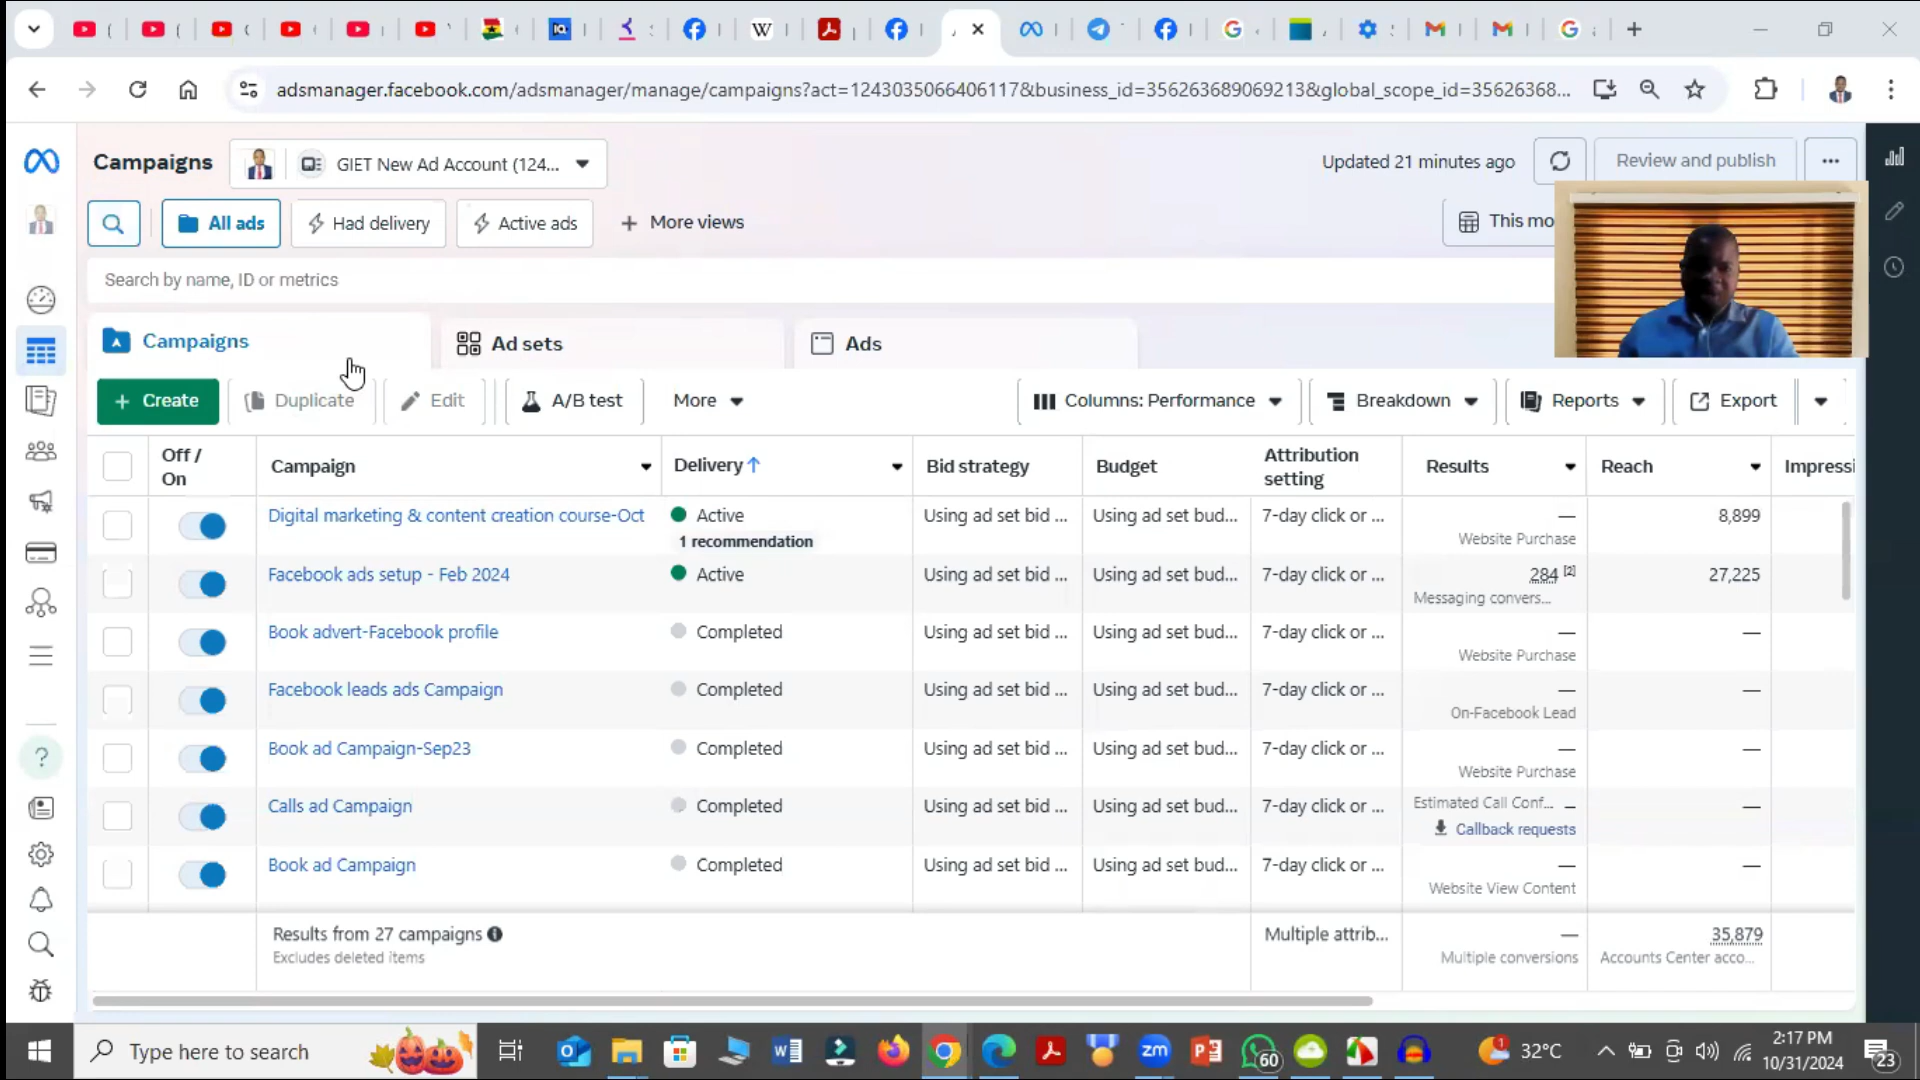 adsmanager.facebook.com/adsmanager/manage/campaigns?act=1243035066406117&business_id=356263689069213&global_scope_id=35626368...
Campaigns
GIET New Ad Account (124...
Updated 21 minutes ago
Review and publish
All ads
Had delivery
Active ads
+ More views
This mo
Search by name, ID or metrics
Campaigns
Ad sets
Ads
+ Create
Duplicate
Edit
A/B test
More
Columns: Performance
Breakdown
Reports
Export
Off / On
Campaign
Delivery ↑
Bid strategy
Budget
Attribution setting
Results
Reach
Impressi
Digital marketing & content creation course-Oct
Active
1 recommendation
Using ad set bid ...
Using ad set bud...
7-day click or ...
—
Website Purchase
8,899
Facebook ads setup - Feb 2024
Active
Using ad set bid ...
Using ad set bud...
7-day click or ...
284 [2]
Messaging convers...
27,225
Book advert-Facebook profile
Completed
Using ad set bid ...
Using ad set bud...
7-day click or ...
—
Website Purchase
—
Facebook leads ads Campaign
Completed
Using ad set bid ...
Using ad set bud...
7-day click or ...
—
On-Facebook Lead
—
Book ad Campaign-Sep23
Completed
Using ad set bid ...
Using ad set bud...
7-day click or ...
—
Website Purchase
—
Calls ad Campaign
Completed
Using ad set bid ...
Using ad set bud...
7-day click or ...
Estimated Call Conf... —
Callback requests
—
Book ad Campaign
Completed
Using ad set bid ...
Using ad set bud...
7-day click or ...
—
Website View Content
—
Results from 27 campaigns
Excludes deleted items
Multiple attrib...
—
Multiple conversions
35,879
Accounts Center acco...
Type here to search
60
32°C
2:17 PM
10/31/2024
23